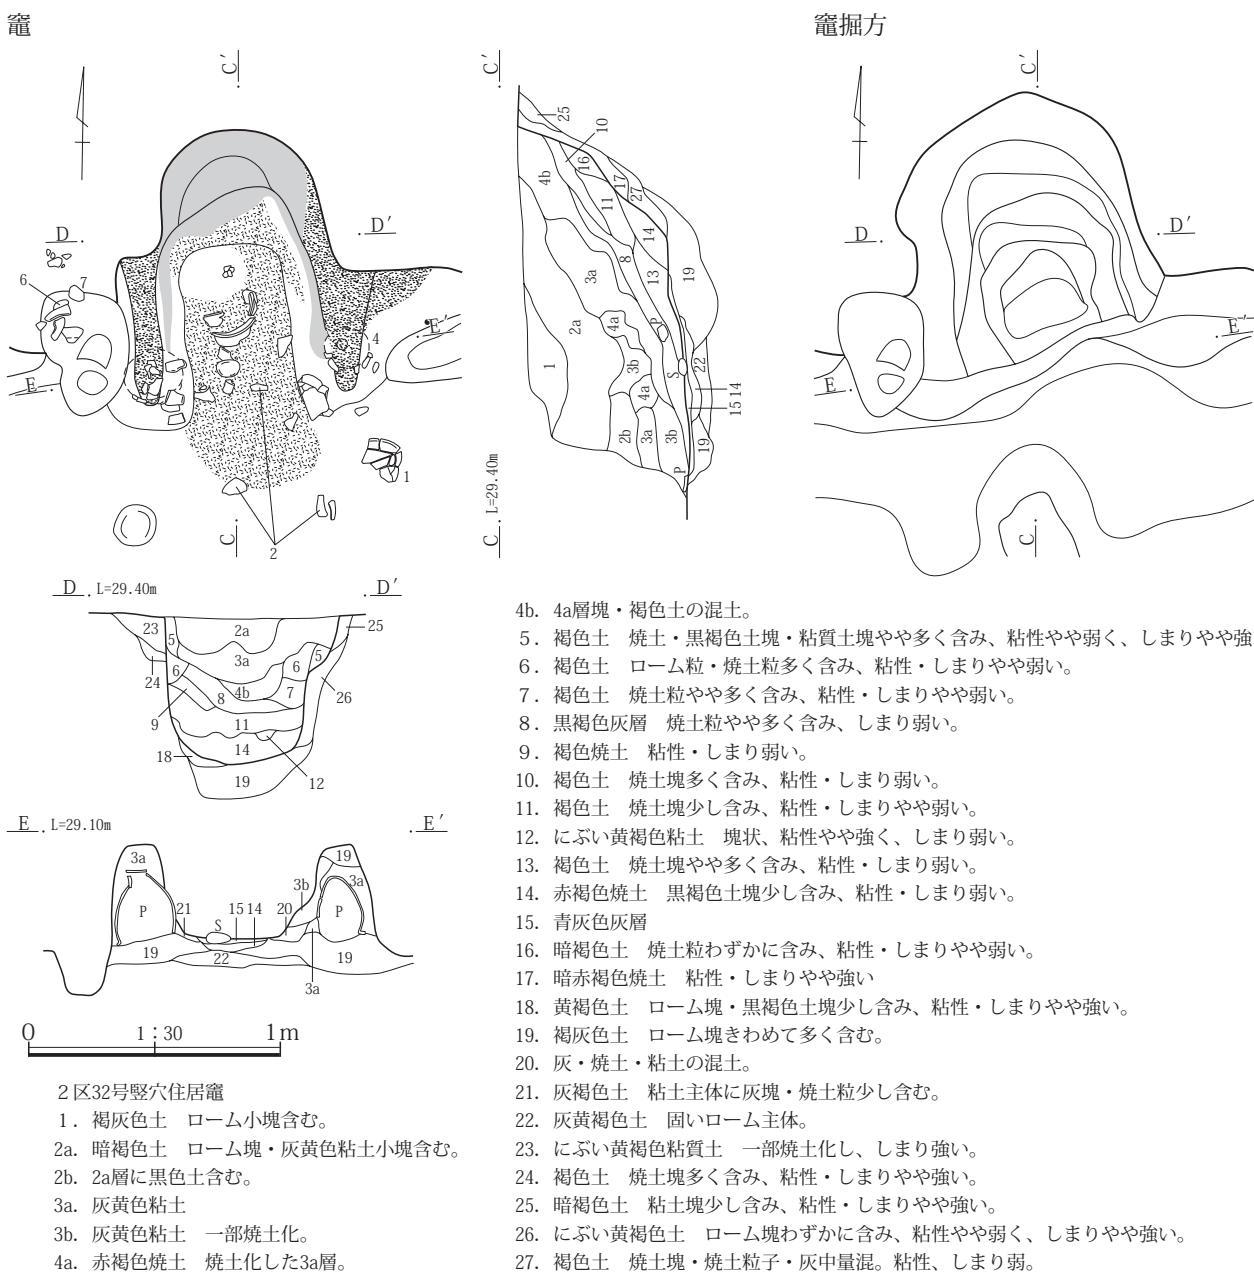 竈
竈掘方
C′
C′
C′
25
10
16
4b
17
27
11
14
8
13
19
3a
2a
P
4a
1
3b
S
22
4a
14
15
2b
3a
3b
19
P
D
D′
6
7
E′
4
E
1
2
C
C L=29.40m
D
D′
E′
E
C
D L=29.40m D′
23
5
2a
25
3a
5
6
6
24
4b
7
8
26
9
11
14
18
19
12
E L=29.10m E′
3a
19
3b
3a
P
21
S
15 14
20
P
19
22
19
3a
0 1:30 1m
2区32号竪穴住居竈
1. 褐灰色土 ローム小塊含む。
2a. 暗褐色土 ローム塊・灰黄色粘土小塊含む。
2b. 2a層に黒色土含む。
3a. 灰黄色粘土
3b. 灰黄色粘土 一部焼土化。
4a. 赤褐色焼土 焼土化した3a層。
4b. 4a層塊・褐色土の混土。
5. 褐色土 焼土・黒褐色土塊・粘質土塊やや多く含み、粘性やや弱く、しまりやや強
6. 褐色土 ローム粒・焼土粒多く含み、粘性・しまりやや弱い。
7. 褐色土 焼土粒やや多く含み、粘性・しまりやや弱い。
8. 黒褐色灰層 焼土粒やや多く含み、しまり弱い。
9. 褐色焼土 粘性・しまり弱い。
10. 褐色土 焼土塊多く含み、粘性・しまり弱い。
11. 褐色土 焼土塊少し含み、粘性・しまりやや弱い。
12. にぶい黄褐色粘土 塊状、粘性やや強く、しまり弱い。
13. 褐色土 焼土塊やや多く含み、粘性・しまり弱い。
14. 赤褐色焼土 黒褐色土塊少し含み、粘性・しまり弱い。
15. 青灰色灰層
16. 暗褐色土 焼土粒わずかに含み、粘性・しまりやや弱い。
17. 暗赤褐色焼土 粘性・しまりやや強い
18. 黄褐色土 ローム塊・黒褐色土塊少し含み、粘性・しまりやや強い。
19. 褐灰色土 ローム塊きわめて多く含む。
20. 灰・焼土・粘土の混土。
21. 灰褐色土 粘土主体に灰塊・焼土粒少し含む。
22. 灰黄褐色土 固いローム主体。
23. にぶい黄褐色粘質土 一部焼土化し、しまり強い。
24. 褐色土 焼土塊多く含み、粘性・しまりやや強い。
25. 暗褐色土 粘土塊少し含み、粘性・しまりやや強い。
26. にぶい黄褐色土 ローム塊わずかに含み、粘性やや弱く、しまりやや強い。
27. 褐色土 焼土塊・焼土粒子・灰中量混。粘性、しまり弱。